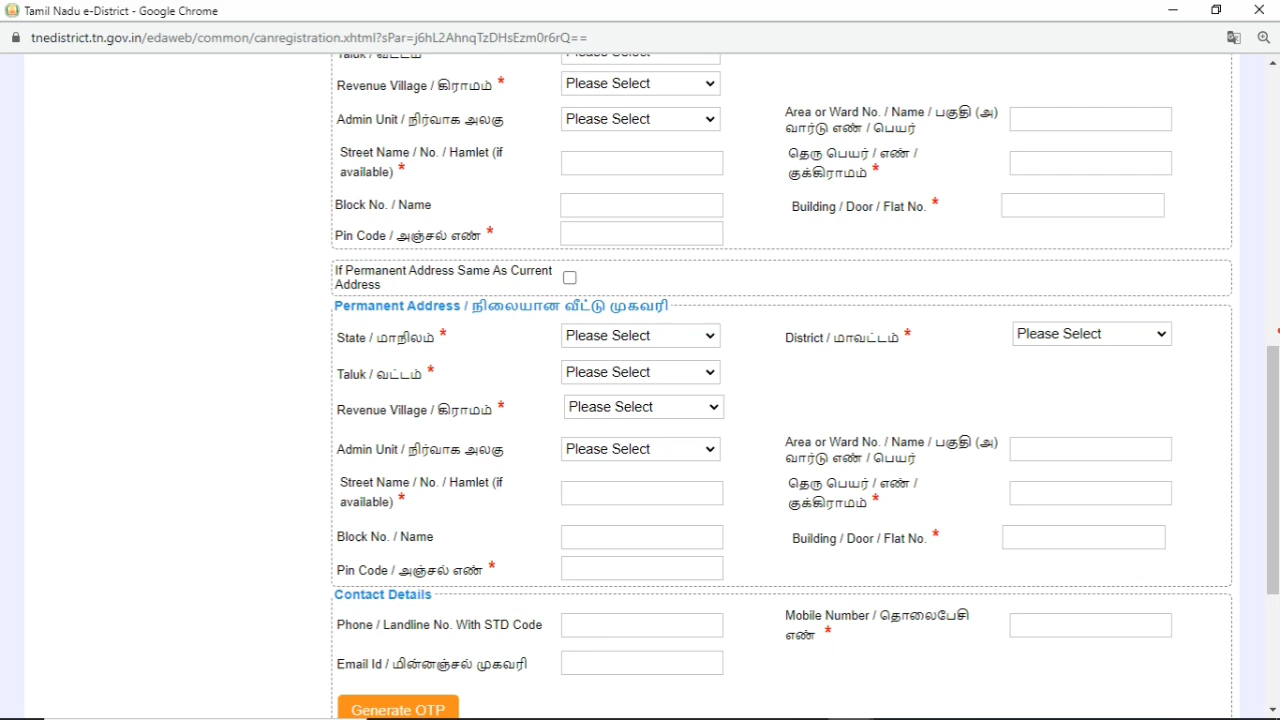 Tamil Nadu e-District - Google Chrome
tnedistrict.tn.gov.in/edaweb/common/canregistration.xhtml?sPar=j6hL2AhnqTzDHsEzm0r6rQ==
Taluk / வட்டம் Please Select
Revenue Village / கிராமம் * Please Select
Admin Unit / நிர்வாக அலகு Please Select Area or Ward No. / Name / பகுதி (அ)
வார்டு எண் / பெயர்
Street Name / No. / Hamlet (if தெரு பெயர் / எண் /
available) * குக்கிராமம் *
Block No. / Name Building / Door / Flat No. *
Pin Code / அஞ்சல் எண் *
If Permanent Address Same As Current
Address
Permanent Address / நிலையான வீட்டு முகவரி
State / மாநிலம் * Please Select District / மாவட்டம் * Please Select
Taluk / வட்டம் * Please Select
Revenue Village / கிராமம் * Please Select
Admin Unit / நிர்வாக அலகு Please Select Area or Ward No. / Name / பகுதி (அ)
வார்டு எண் / பெயர்
Street Name / No. / Hamlet (if தெரு பெயர் / எண் /
available) * குக்கிராமம் *
Block No. / Name Building / Door / Flat No. *
Pin Code / அஞ்சல் எண் *
Contact Details
Phone / Landline No. With STD Code Mobile Number / தொலைபேசி
எண் *
Email Id / மின்னஞ்சல் முகவரி
Generate OTP